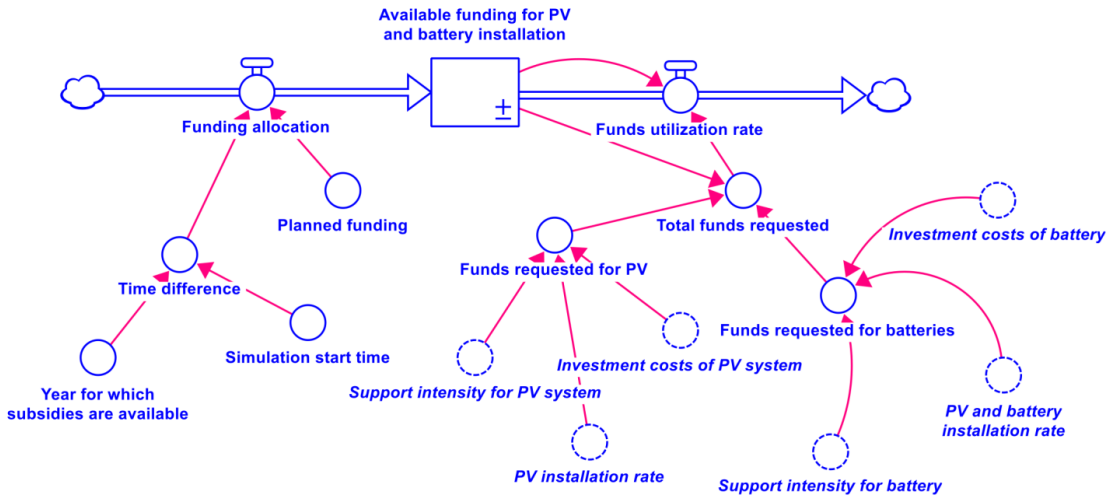 Available funding for PV
and battery installation
Funding allocation
Funds utilization rate
Planned funding
Total funds requested
Investment costs of battery
Funds requested for PV
Time difference
Funds requested for batteries
Simulation start time
Investment costs of PV system
Support intensity for PV system
Year for which
subsidies are available
PV and battery
installation rate
PV installation rate
Support intensity for battery